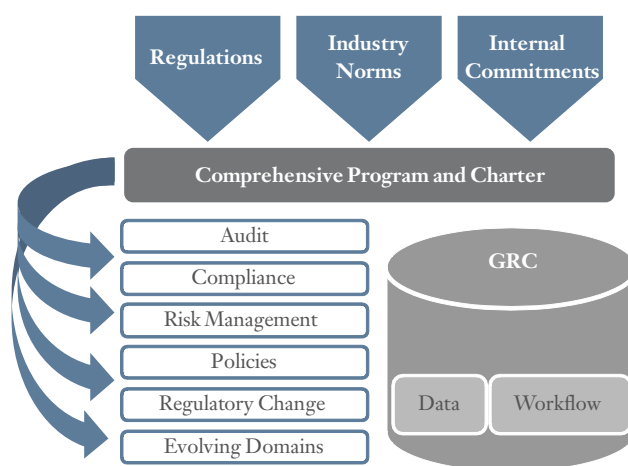 Regulations
Industry
Norms
Internal
Commitments
Comprehensive Program and Charter
Audit
Compliance
Risk Management
Policies
Regulatory Change
Evolving Domains
GRC
Data
Workflow